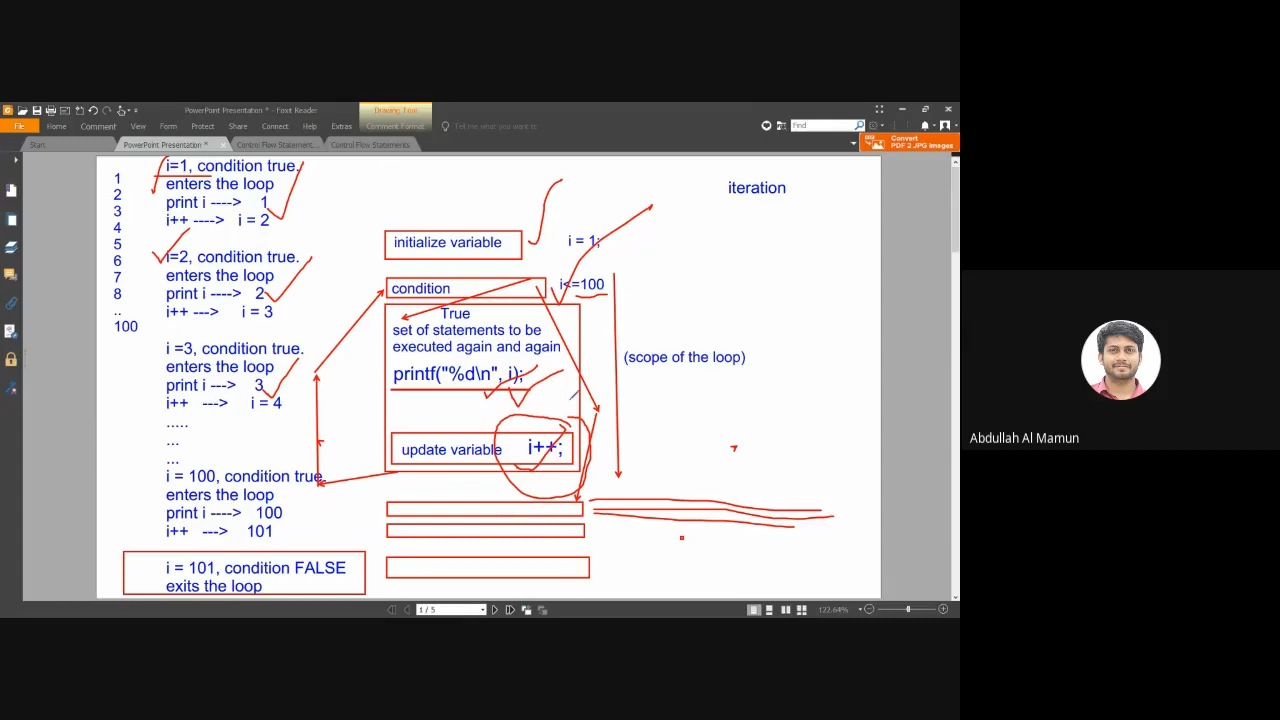 PowerPoint Presentation * - Foxit Reader
Drawing Tool
File
Home
Comment
View
Form
Protect
Share
Connect
Help
Extras
Comment Format
Tell me what you want to
Find
Start
PowerPoint Presentation *
Control Flow Statement...
Control Flow Statements
Convert
PDF 2 JPG Images
1
2
3
4
5
6
7
8
..
100
i=1, condition true.
enters the loop
print i ----> 1
i++ ----> i = 2
i=2, condition true.
enters the loop
print i ----> 2
i++ ---> i = 3
i =3, condition true.
enters the loop
print i ---> 3
i++ ---> i = 4
.....
...
...
i = 100, condition true.
enters the loop
print i ----> 100
i++ ---> 101
i = 101, condition FALSE
exits the loop
iteration
initialize variable
i = 1;
condition
i<=100
True
set of statements to be
executed again and again
printf("%d\n", i);
(scope of the loop)
update variable i++;
1 / 5
122.64%
Abdullah Al Mamun